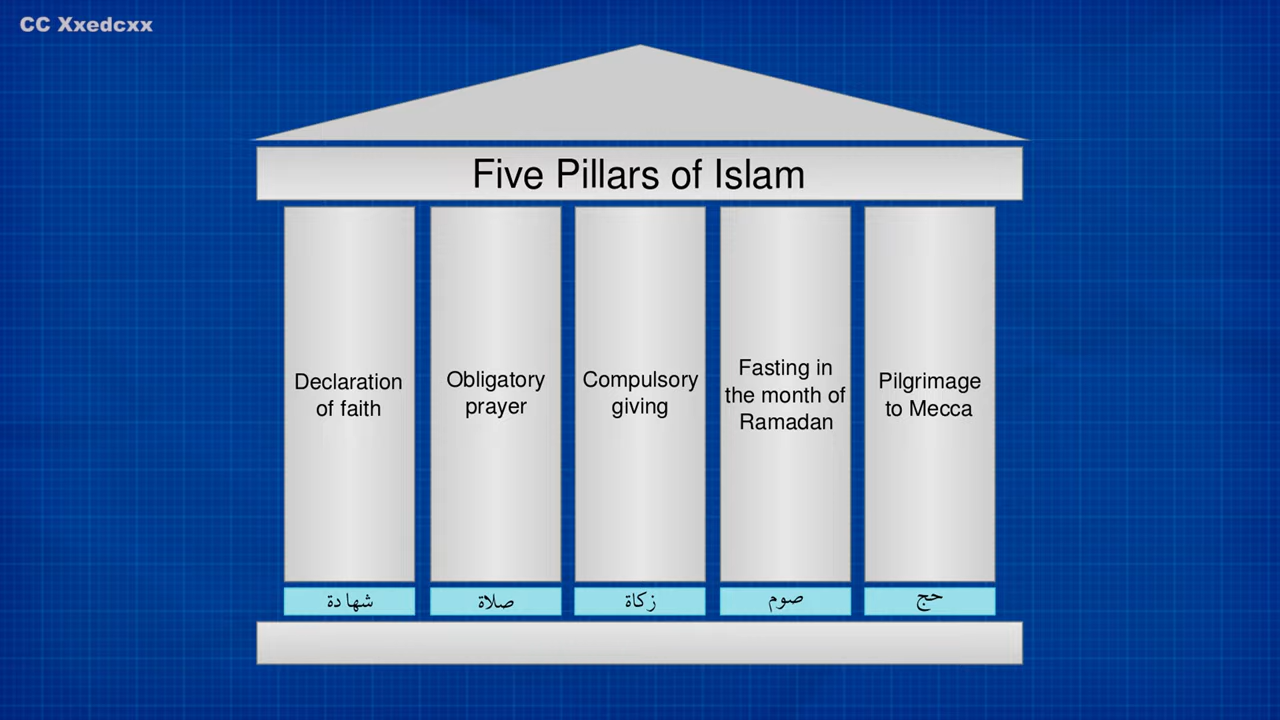 CC Xxedcxx
Five Pillars of Islam
Declaration
of faith
Obligatory
prayer
Compulsory
giving
Fasting in
the month of
Ramadan
Pilgrimage
to Mecca
شهادة
صلاة
زكاة
صوم
حج